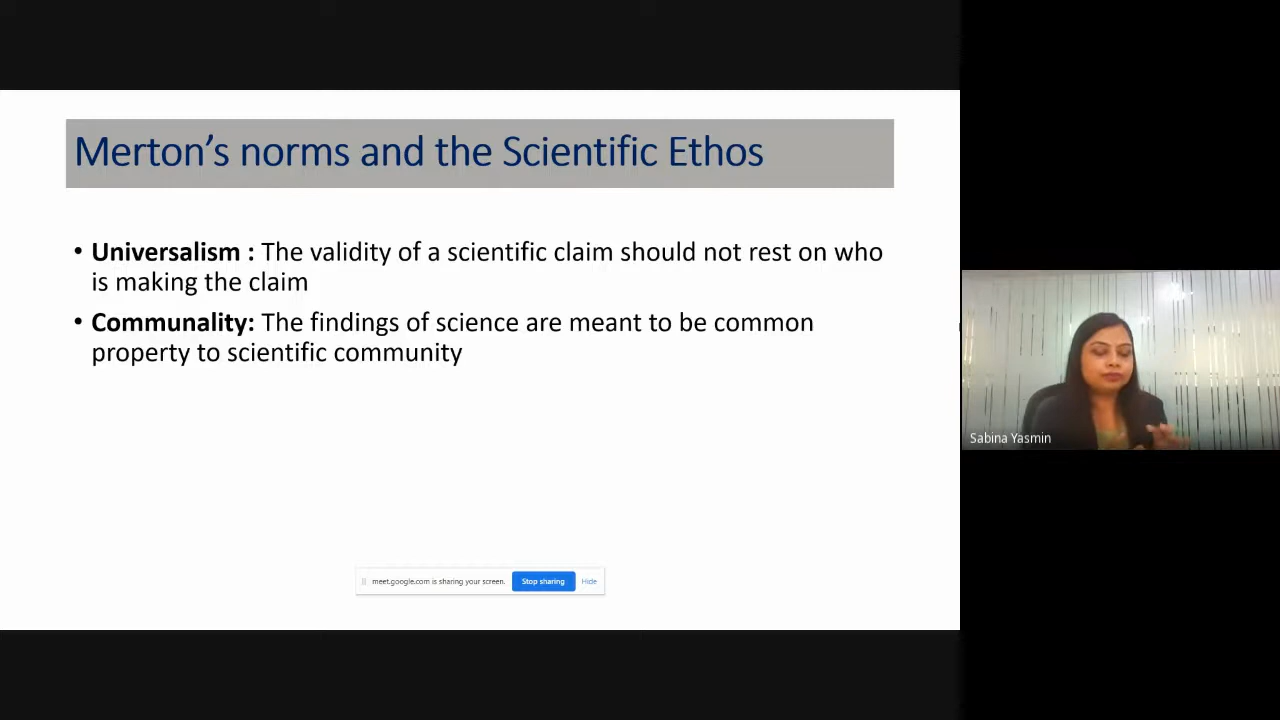 Merton’s norms and the Scientific Ethos
• Universalism : The validity of a scientific claim should not rest on who
is making the claim
• Communality: The findings of science are meant to be common
property to scientific community
meet.google.com is sharing your screen. Stop sharing Hide
Sabina Yasmin